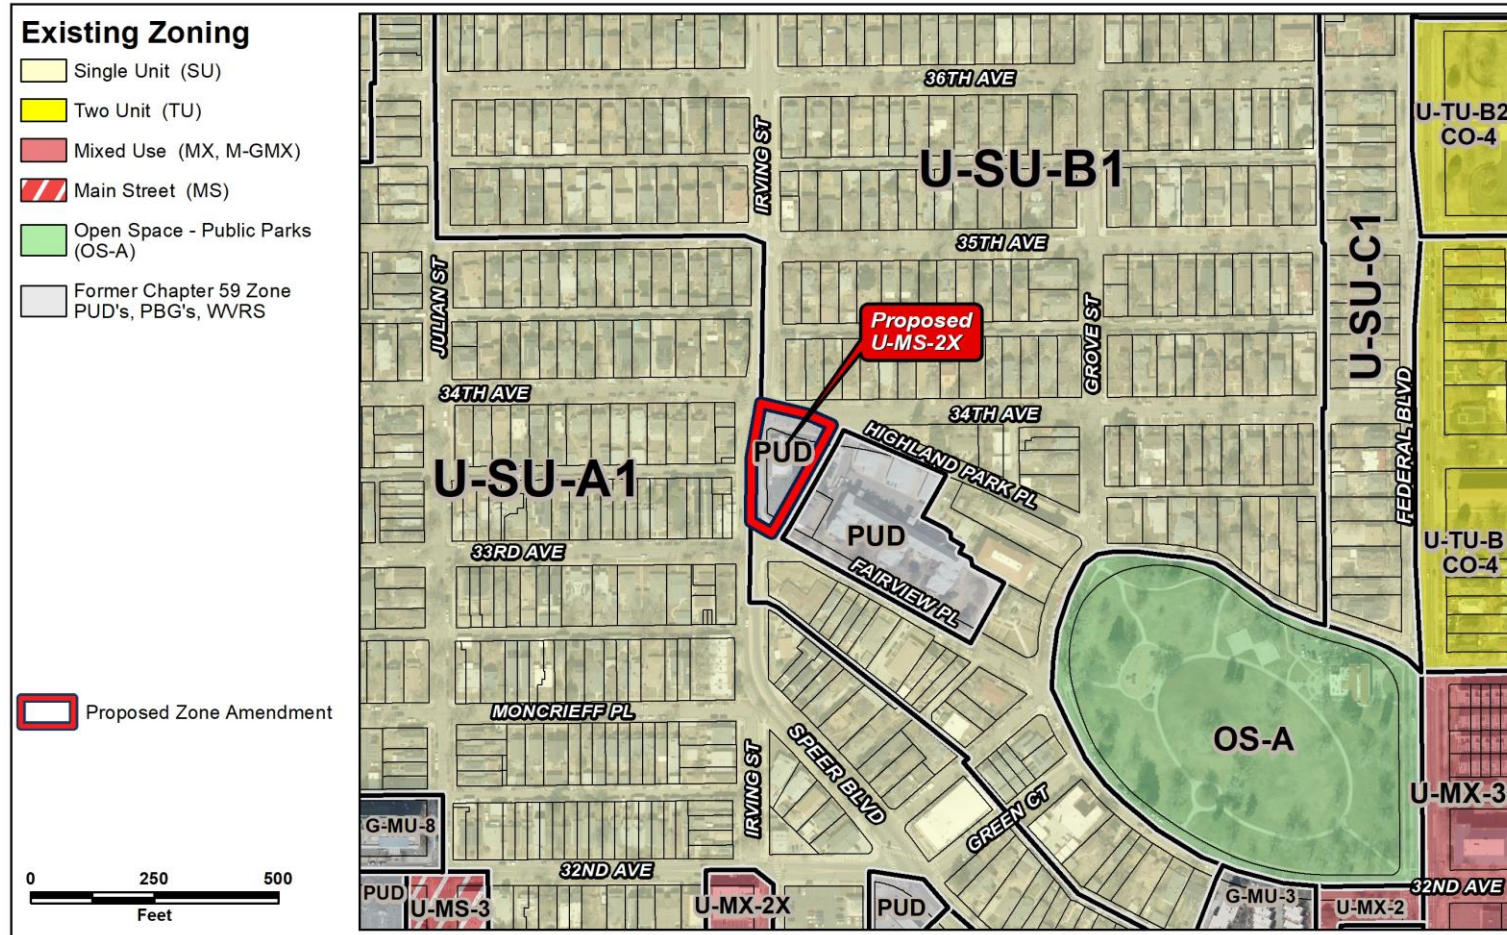 Existing Zoning
Single Unit (SU)
Two Unit (TU)
Mixed Use (MX, M-GMX)
Main Street (MS)
Open Space - Public Parks
(OS-A)
Former Chapter 59 Zone
PUD's, PBG's, WVRS
Proposed Zone Amendment
0 250 500
Feet
36TH AVE
U-TU-B2
CO-4
IRVING ST
U-SU-B1
35TH AVE
U-SU-C1
JULIAN ST
GROVE ST
Proposed
U-MS-2X
34TH AVE
34TH AVE
FEDERAL BLVD
HIGHLAND PARK PL
PUD
U-SU-A1
PUD
33RD AVE
FAIRVIEW PL
U-TU-B
CO-4
MONCRIEFF PL
OS-A
SPEER BLVD
IRVING ST
GREEN CT
U-MX-3
G-MU-8
32ND AVE
PUD
U-MS-3
U-MX-2X
PUD
G-MU-3
U-MX-2
32ND AVE